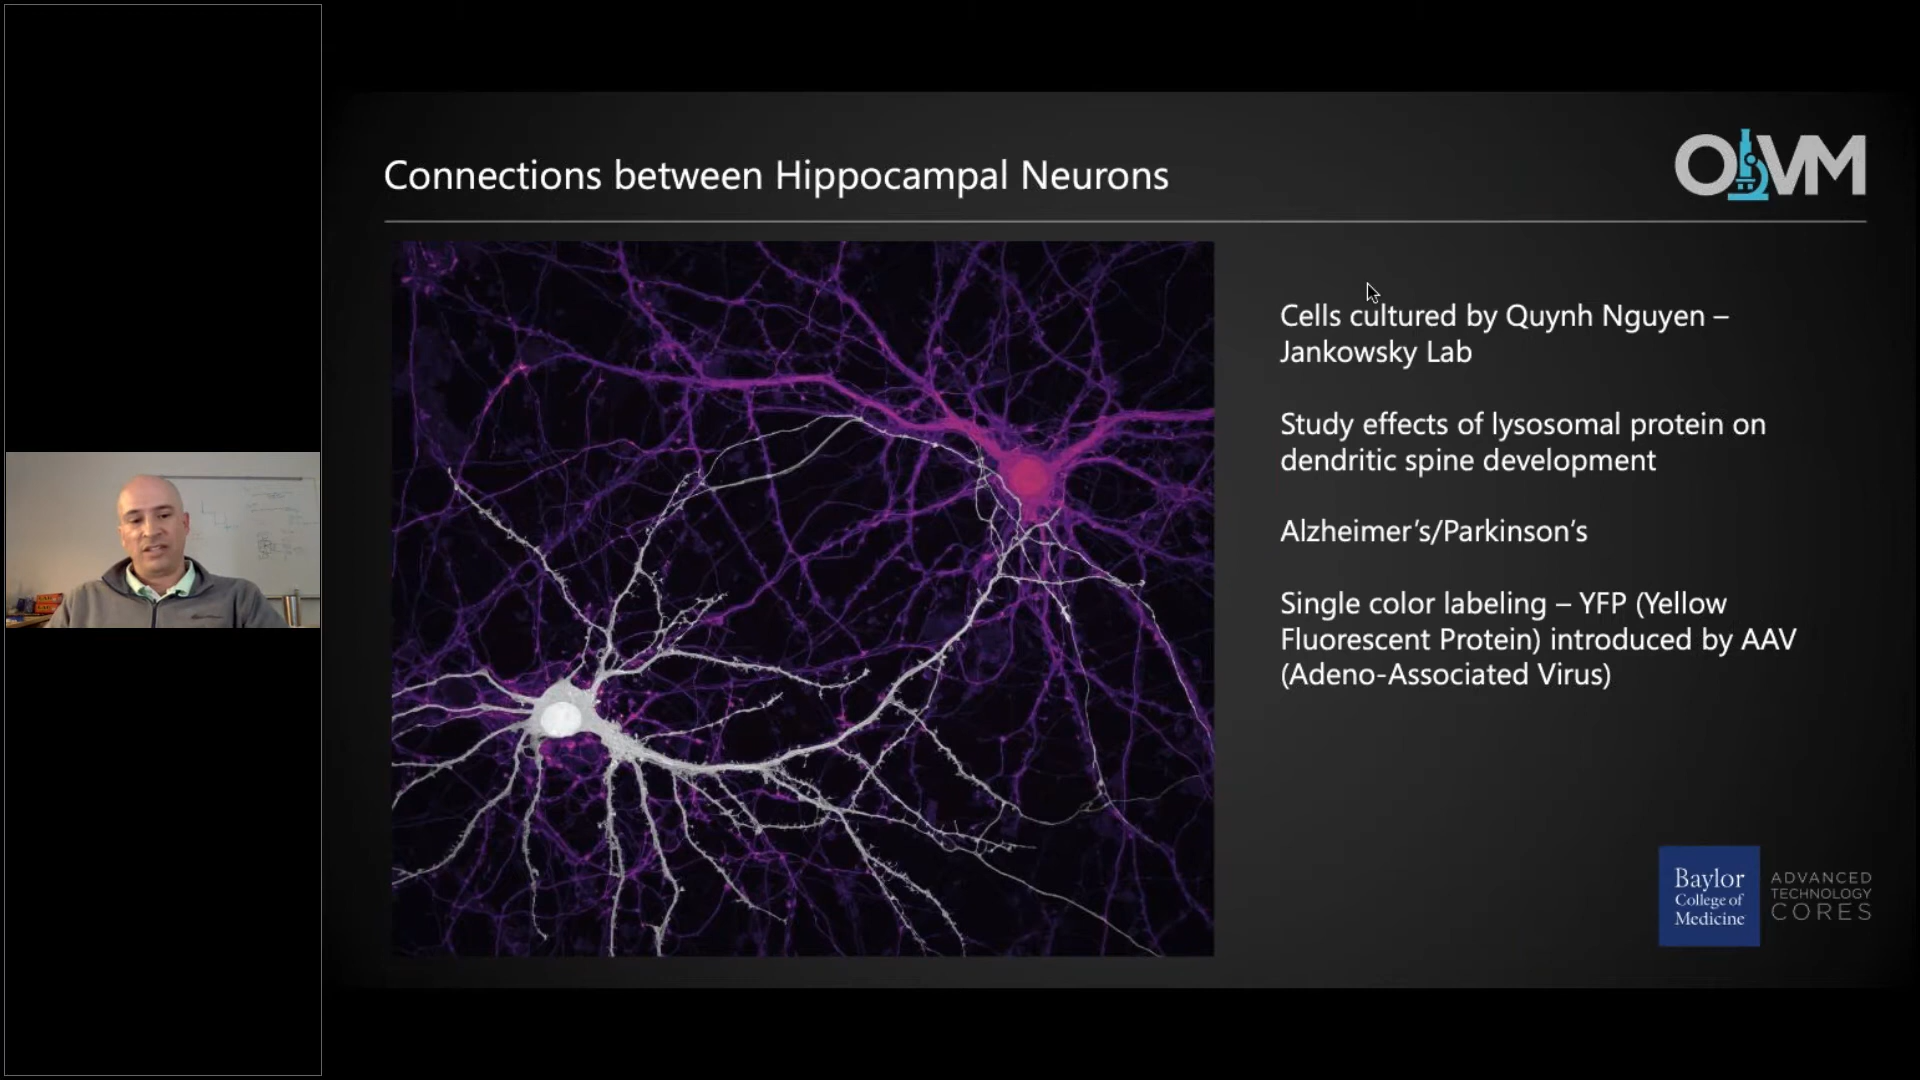 Connections between Hippocampal Neurons
OIVM
Cells cultured by Quynh Nguyen –
Jankowsky Lab
Study effects of lysosomal protein on
dendritic spine development
Alzheimer’s/Parkinson’s
Single color labeling – YFP (Yellow
Fluorescent Protein) introduced by AAV
(Adeno-Associated Virus)
Baylor
College of
Medicine
ADVANCED
TECHNOLOGY
CORES